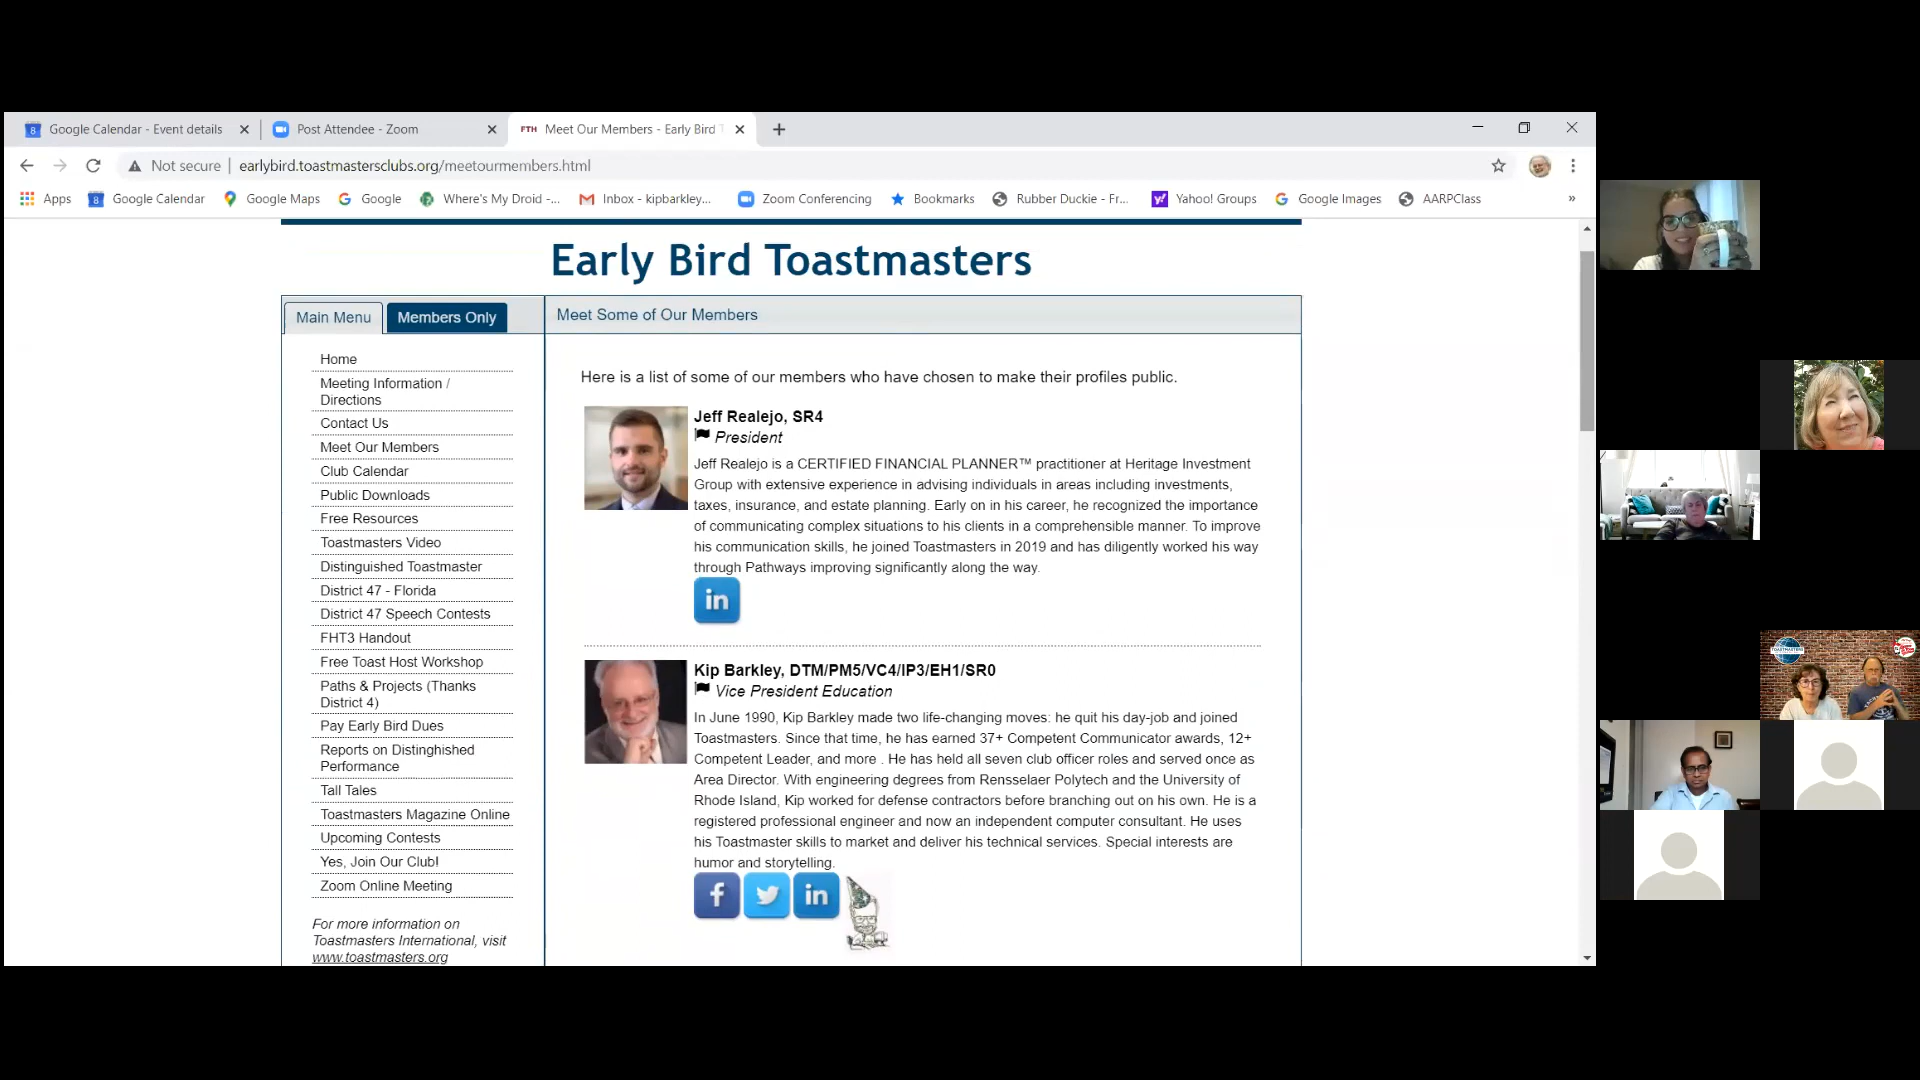 Google Calendar - Event details
Post Attendee - Zoom
FTH Meet Our Members - Early Bird
Not secure | earlybird.toastmastersclubs.org/meetourmembers.html
Apps
Google Calendar
Google Maps
Google
Where's My Droid -...
Inbox - kipbarkley...
Zoom Conferencing
Bookmarks
Rubber Duckie - Fr...
Yahoo! Groups
Google Images
AARPClass
»
Early Bird Toastmasters
Main Menu
Members Only
Home
Meeting Information /
Directions
Contact Us
Meet Our Members
Club Calendar
Public Downloads
Free Resources
Toastmasters Video
Distinguished Toastmaster
District 47 - Florida
District 47 Speech Contests
FHT3 Handout
Free Toast Host Workshop
Paths & Projects (Thanks
District 4)
Pay Early Bird Dues
Reports on Distinghished
Performance
Tall Tales
Toastmasters Magazine Online
Upcoming Contests
Yes, Join Our Club!
Zoom Online Meeting
For more information on
Toastmasters International, visit
www.toastmasters.org
Meet Some of Our Members
Here is a list of some of our members who have chosen to make their profiles public.
Jeff Realejo, SR4
President
Jeff Realejo is a CERTIFIED FINANCIAL PLANNER™ practitioner at Heritage Investment
Group with extensive experience in advising individuals in areas including investments,
taxes, insurance, and estate planning. Early on in his career, he recognized the importance
of communicating complex situations to his clients in a comprehensible manner. To improve
his communication skills, he joined Toastmasters in 2019 and has diligently worked his way
through Pathways improving significantly along the way.
in
Kip Barkley, DTM/PM5/VC4/IP3/EH1/SR0
Vice President Education
In June 1990, Kip Barkley made two life-changing moves: he quit his day-job and joined
Toastmasters. Since that time, he has earned 37+ Competent Communicator awards, 12+
Competent Leader, and more . He has held all seven club officer roles and served once as
Area Director. With engineering degrees from Rensselaer Polytech and the University of
Rhode Island, Kip worked for defense contractors before branching out on his own. He is a
registered professional engineer and now an independent computer consultant. He uses
his Toastmaster skills to market and deliver his technical services. Special interests are
humor and storytelling.
f
in
TOASTMASTERS